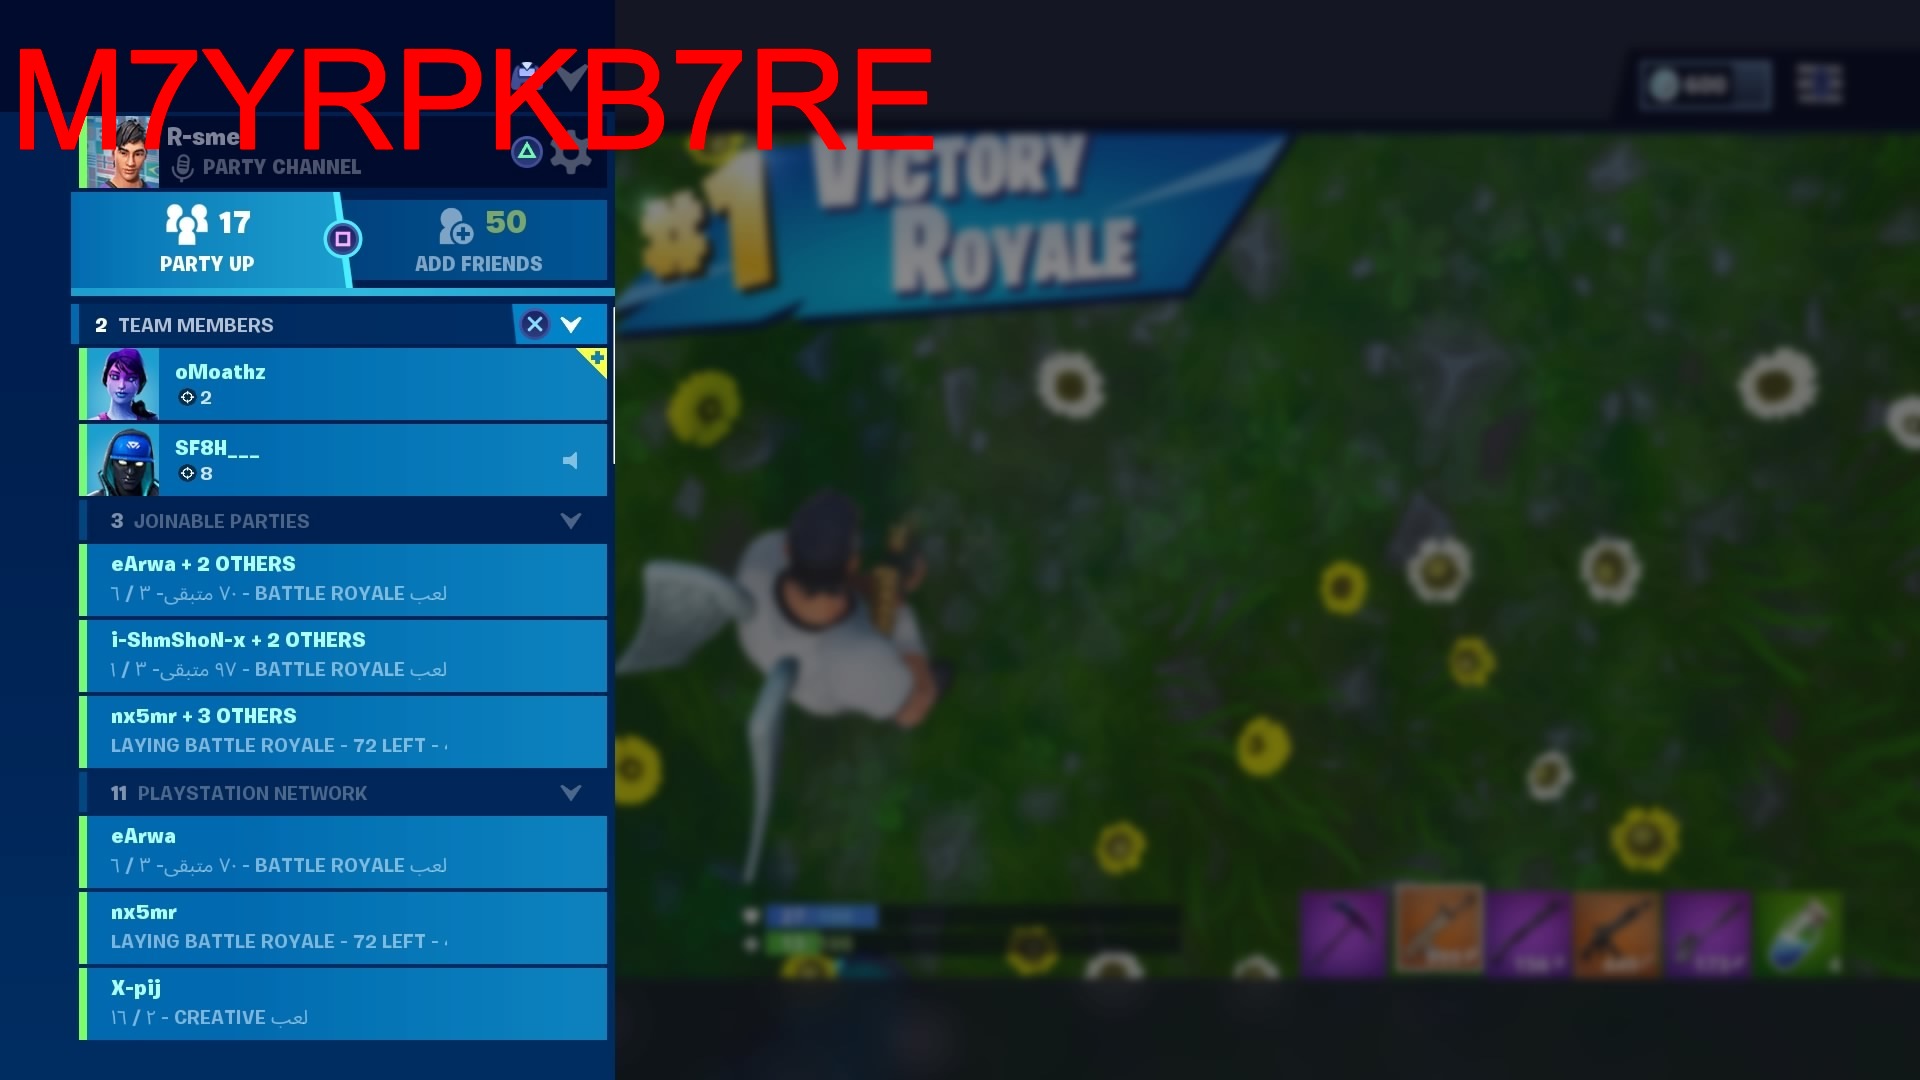 M7YRPKB7RE
R-sme
PARTY CHANNEL
17
PARTY UP
50
ADD FRIENDS
2 TEAM MEMBERS
oMoathz
2
SF8H___
8
3 JOINABLE PARTIES
eArwa + 2 OTHERS
لعب BATTLE ROYALE - ٧٠ متبقي- ٣ / ٦
i-ShmShoN-x + 2 OTHERS
لعب BATTLE ROYALE - ٩٧ متبقي- ٣ / ١
nx5mr + 3 OTHERS
LAYING BATTLE ROYALE - 72 LEFT -
11 PLAYSTATION NETWORK
eArwa
لعب BATTLE ROYALE - ٧٠ متبقي- ٣ / ٦
nx5mr
LAYING BATTLE ROYALE - 72 LEFT -
X-pij
لعب CREATIVE - ٢ / ١٦
#1 VICTORY
ROYALE
600